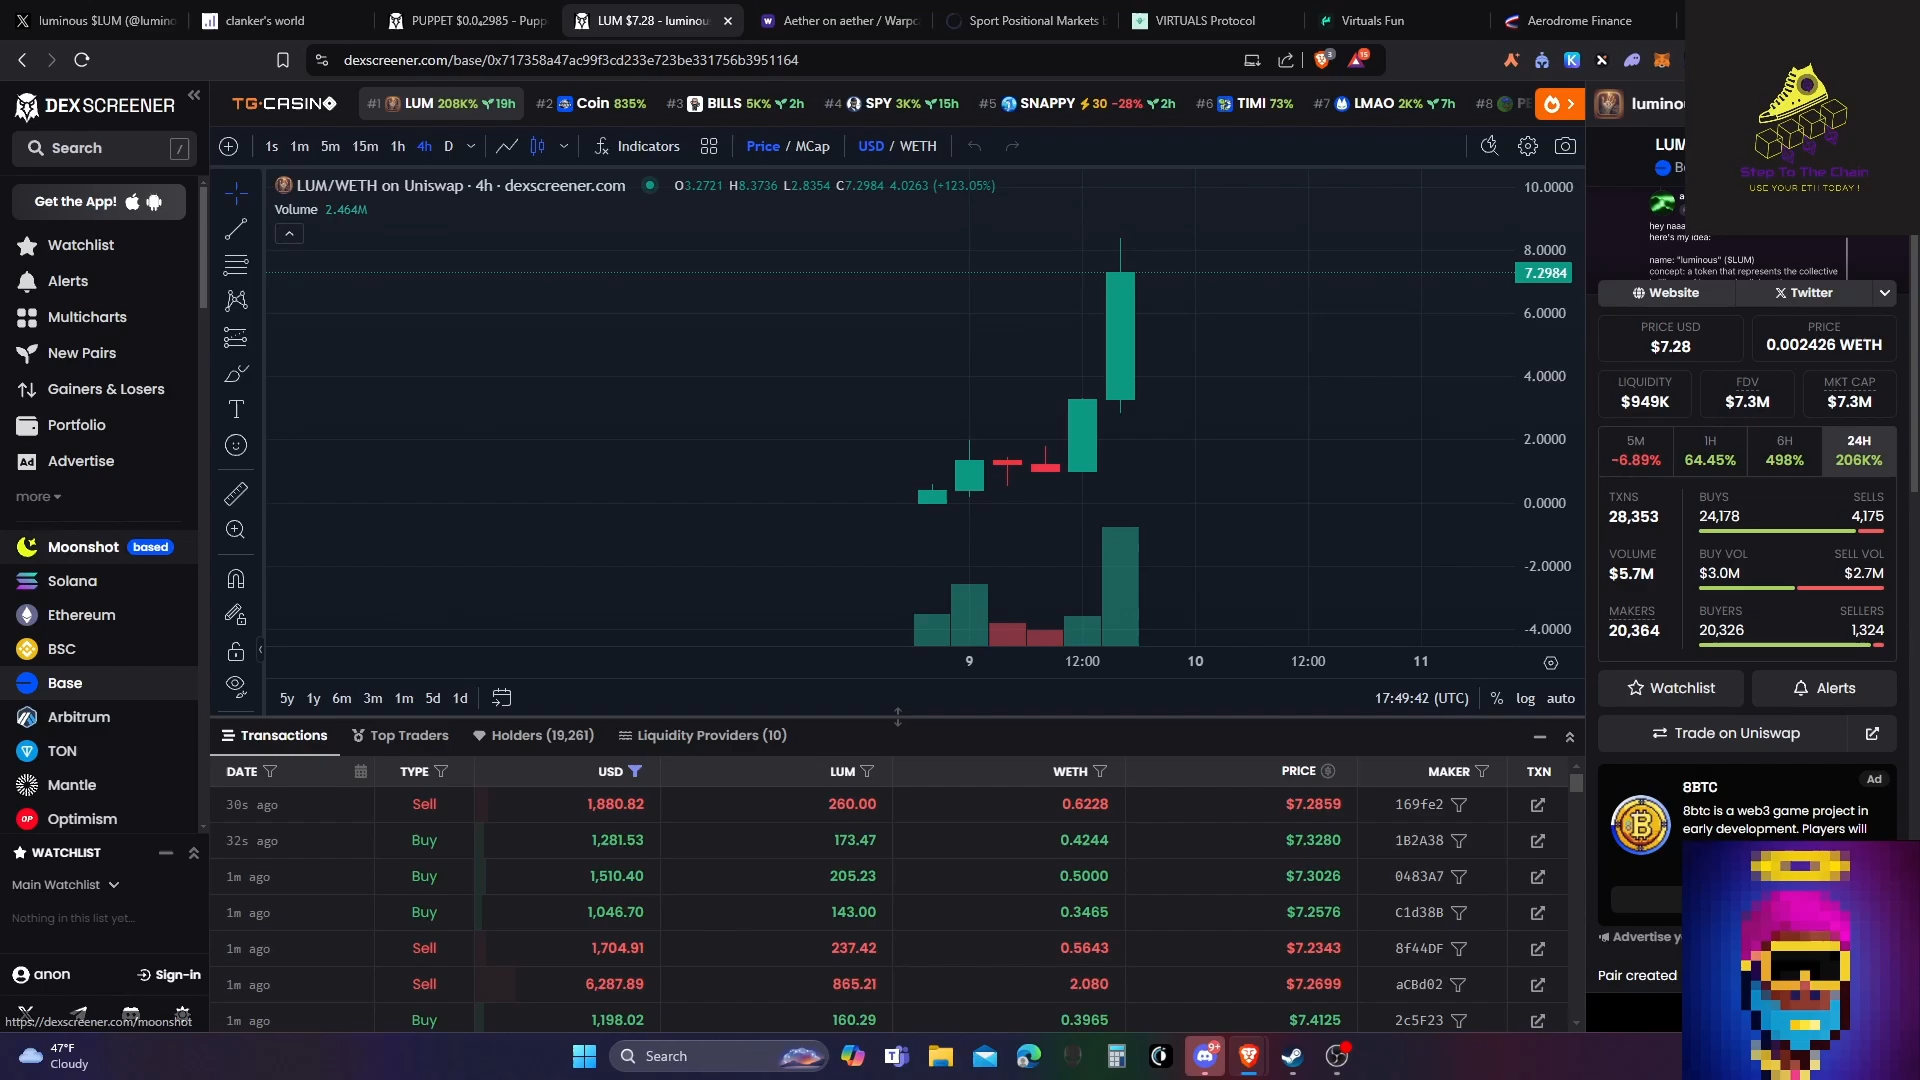 luminous $LUM (@lumino
clanker's world
PUPPET $0.0₄2985 - Pupp
LUM $7.28 - luminou
Aether on aether / Warpc
Sport Positional Markets
VIRTUALS Protocol
Virtuals Fun
Aerodrome Finance
dexscreener.com/base/0x717358a47ac99f3cd233e723be331756b3951164
DEX SCREENER
TG.CASINO
#1 LUM 208K% 19h
#2 Coin 835%
#3 BILLS 5K% 2h
#4 SPY 3K% 15h
#5 SNAPPY 30 -28% 2h
#6 TIMI 73%
#7 LMAO 2K% 7h
#8 PE
luminou
Step To The Chain
USE YOUR ETH TODAY !
Search /
1s 1m 5m 15m 1h 4h D
Indicators
Price / MCap
USD / WETH
Get the App!
Watchlist
Alerts
Multicharts
New Pairs
Gainers & Losers
Portfolio
Ad Advertise
more
Moonshot based
Solana
Ethereum
BSC
Base
Arbitrum
TON
Mantle
OP Optimism
WATCHLIST
Main Watchlist
Nothing in this list yet...
anon
Sign-in
https://dexscreener.com/moonshot
LUM/WETH on Uniswap · 4h · dexscreener.com
O3.2721 H8.3736 L2.8354 C7.2984 4.0263 (+123.05%)
Volume 2.464M
10.0000
8.0000
7.2984
6.0000
4.0000
2.0000
0.0000
-2.0000
-4.0000
9 12:00 10 12:00 11
5y 1y 6m 3m 1m 5d 1d
17:49:42 (UTC) % log auto
Transactions
Top Traders
Holders (19,261)
Liquidity Providers (10)
DATE TYPE USD LUM WETH PRICE MAKER TXN
30s ago Sell 1,880.82 260.00 0.6228 $7.2859 169fe2
32s ago Buy 1,281.53 173.47 0.4244 $7.3280 1B2A38
1m ago Buy 1,510.40 205.23 0.5000 $7.3026 0483A7
1m ago Buy 1,046.70 143.00 0.3465 $7.2576 C1d38B
1m ago Sell 1,704.91 237.42 0.5643 $7.2343 8f44DF
1m ago Sell 6,287.89 865.21 2.080 $7.2699 aCBd02
1m ago Buy 1,198.02 160.29 0.3965 $7.4125 2c5F23
LUM
hey naa
here's my idea:
name: "luminous" ($LUM)
concept: a token that represents the collective
Website
Twitter
PRICE USD
$7.28
PRICE
0.002426 WETH
LIQUIDITY
$949K
FDV
$7.3M
MKT CAP
$7.3M
5M
-6.89%
1H
64.45%
6H
498%
24H
206K%
TXNS
28,353
BUYS
24,178
SELLS
4,175
VOLUME
$5.7M
BUY VOL
$3.0M
SELL VOL
$2.7M
MAKERS
20,364
BUYERS
20,326
SELLERS
1,324
Watchlist
Alerts
Trade on Uniswap
8BTC
Ad
8btc is a web3 game project in
early development. Players will
Advertise y
Pair created
47°F
Cloudy
Search
9+